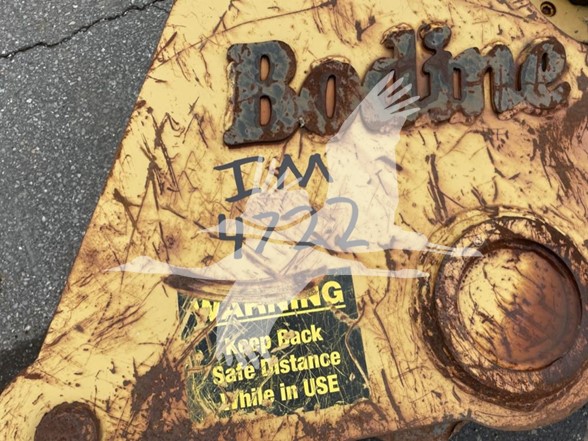 Bodine
IM
4722
WARNING
Keep Back
Safe Distance
While in USE